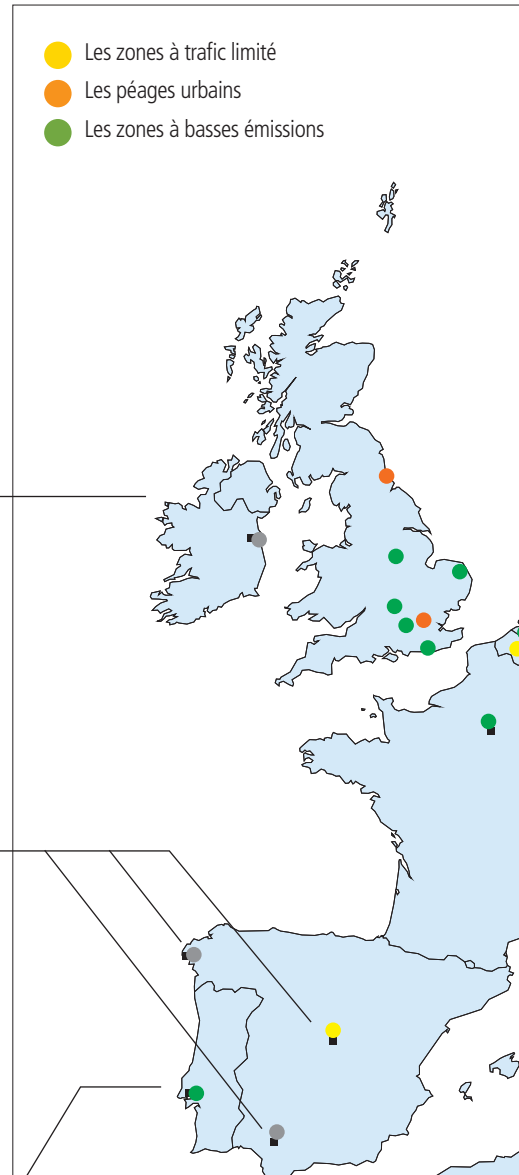 Les zones à trafic limité
Les péages urbains
Les zones à basses émissions